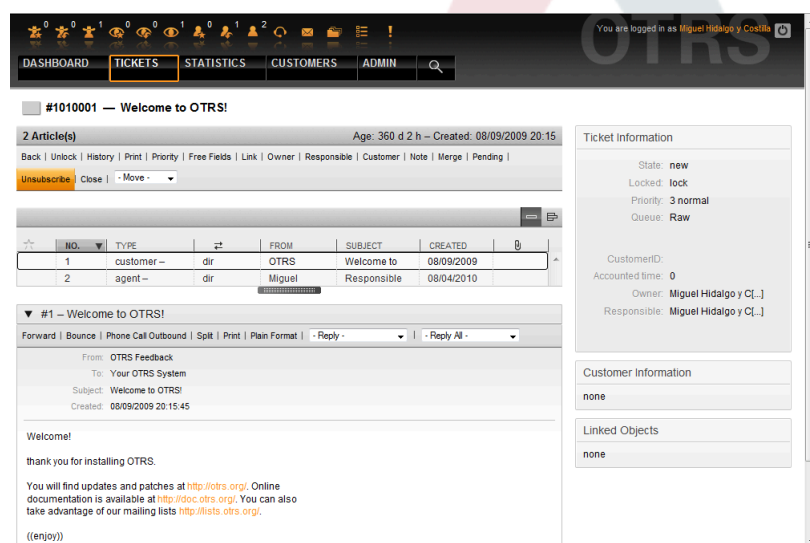 0 0 1 0 0 1 0 1 2
You are logged in as Miguel Hidalgo y Costilla
OTRS
DASHBOARD TICKETS STATISTICS CUSTOMERS ADMIN
#1010001 — Welcome to OTRS!
2 Article(s) Age: 360 d 2 h – Created: 08/09/2009 20:15
Back | Unlock | History | Print | Priority | Free Fields | Link | Owner | Responsible | Customer | Note | Merge | Pending |
Unsubscribe | Close | - Move -
NO. TYPE FROM SUBJECT CREATED
1 customer – dir OTRS Welcome to 08/09/2009
2 agent – dir Miguel Responsible 08/04/2010
#1 – Welcome to OTRS!
Forward | Bounce | Phone Call Outbound | Split | Print | Plain Format | - Reply - | - Reply All -
From: OTRS Feedback
To: Your OTRS System
Subject: Welcome to OTRS!
Created: 08/09/2009 20:15:45
Welcome!
thank you for installing OTRS.
You will find updates and patches at http://otrs.org/. Online
documentation is available at http://doc.otrs.org/. You can also
take advantage of our mailing lists http://lists.otrs.org/.
((enjoy))
Ticket Information
State: new
Locked: lock
Priority: 3 normal
Queue: Raw
CustomerID:
Accounted time: 0
Owner: Miguel Hidalgo y C[...]
Responsible: Miguel Hidalgo y C[...]
Customer Information
none
Linked Objects
none